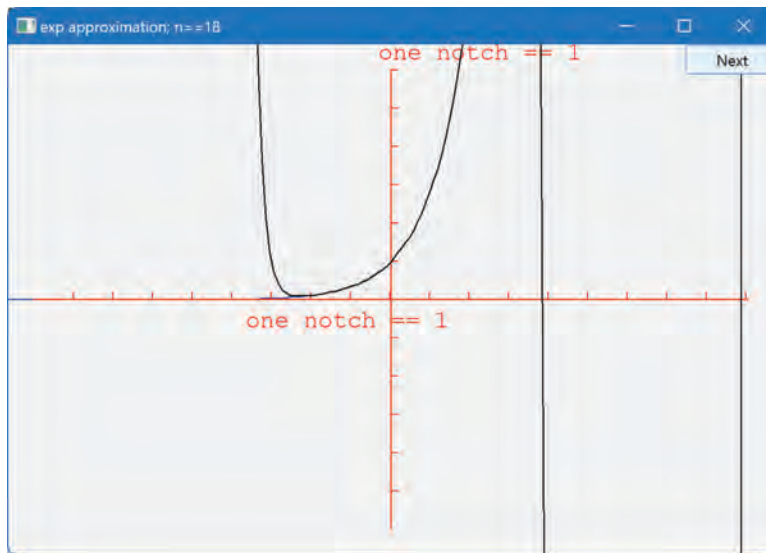 exp approximation; n==18
one notch == 1
Next
one notch == 1